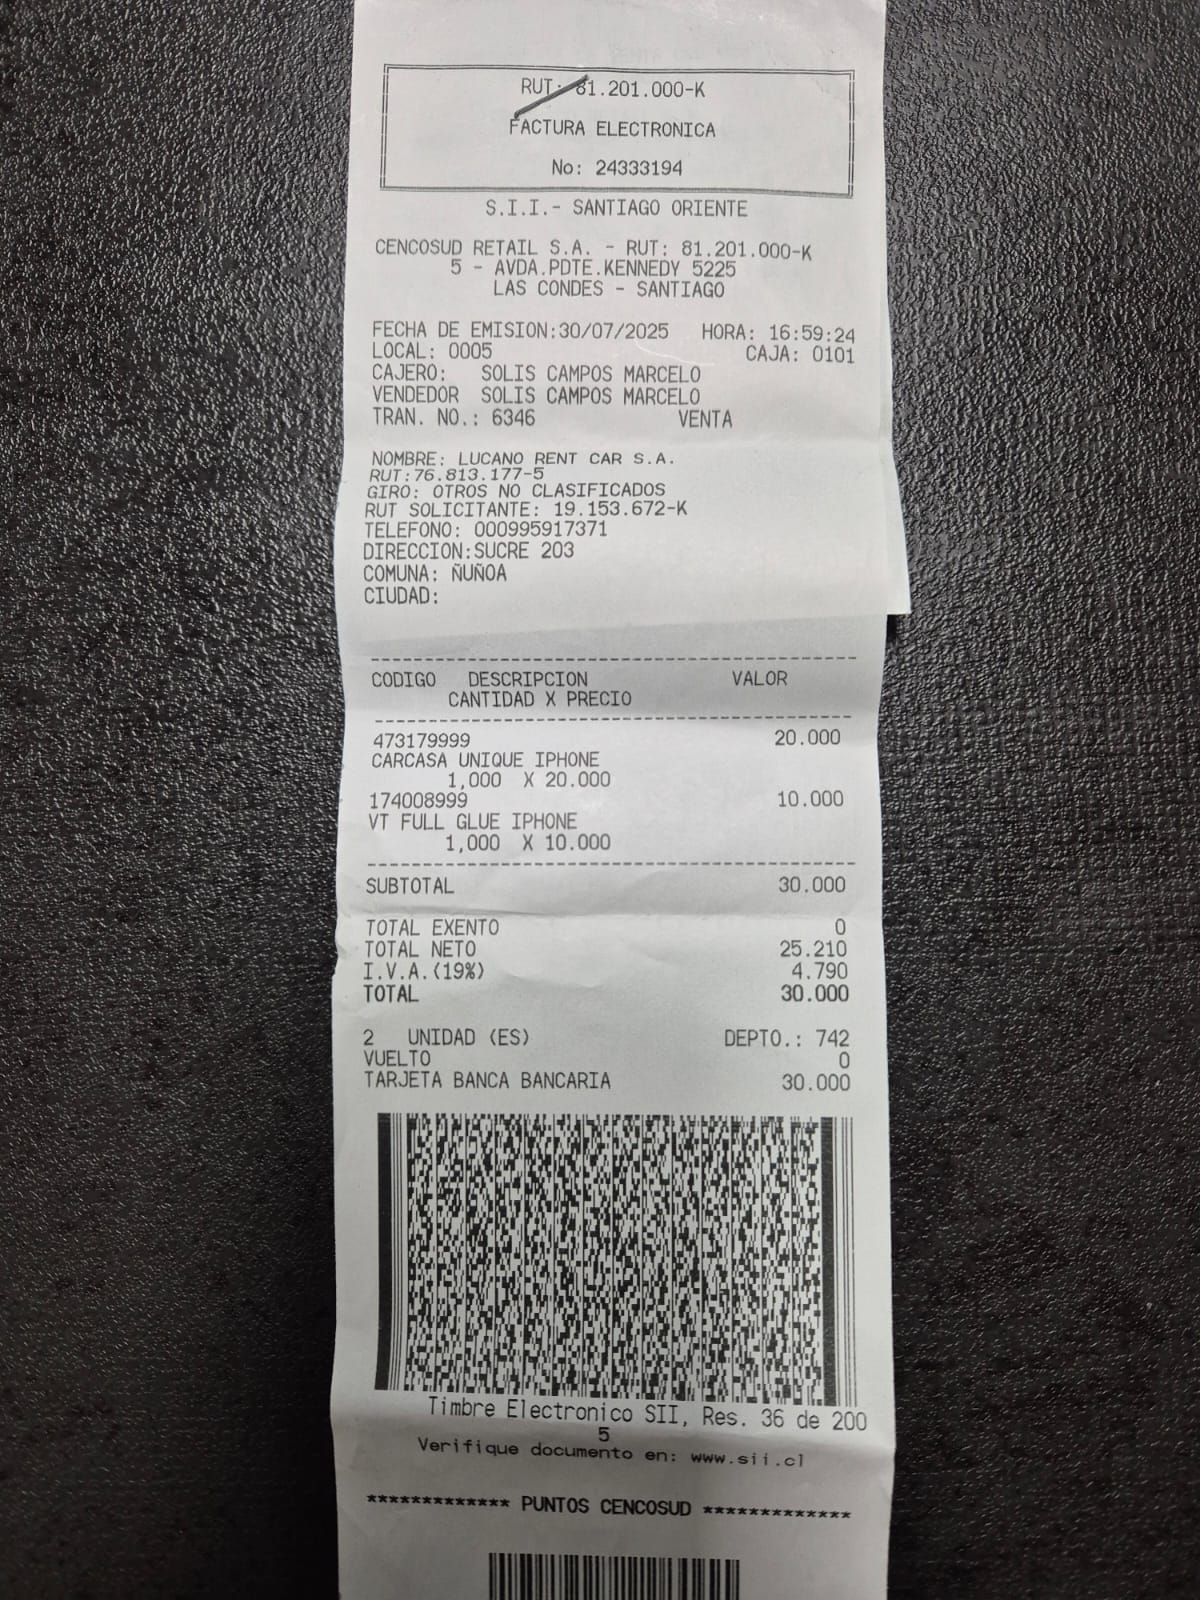 RUT: 81.201.000-K
FACTURA ELECTRONICA
No: 24333194
S.I.I.- SANTIAGO ORIENTE
CENCOSUD RETAIL S.A. - RUT: 81.201.000-K
5 - AVDA.PDTE.KENNEDY 5225
LAS CONDES - SANTIAGO
FECHA DE EMISION:30/07/2025 HORA: 16:59:24
LOCAL: 0005 CAJA: 0101
CAJERO: SOLIS CAMPOS MARCELO
VENDEDOR SOLIS CAMPOS MARCELO
TRAN. NO.: 6346 VENTA
NOMBRE: LUCANO RENT CAR S.A.
RUT:76.813.177-5
GIRO: OTROS NO CLASIFICADOS
RUT SOLICITANTE: 19.153.672-K
TELEFONO: 000995917371
DIRECCION:SUCRE 203
COMUNA: ÑUÑOA
CIUDAD:
CODIGO DESCRIPCION VALOR
CANTIDAD X PRECIO
473179999 20.000
CARCASA UNIQUE IPHONE
1,000 X 20.000
174008999 10.000
VT FULL GLUE IPHONE
1,000 X 10.000
SUBTOTAL 30.000
TOTAL EXENTO 0
TOTAL NETO 25.210
I.V.A.(19%) 4.790
TOTAL 30.000
2 UNIDAD (ES) DEPTO.: 742
VUELTO 0
TARJETA BANCA BANCARIA 30.000
Timbre Electronico SII, Res. 36 de 200
5
Verifique documento en: www.sii.cl
************* PUNTOS CENCOSUD *************